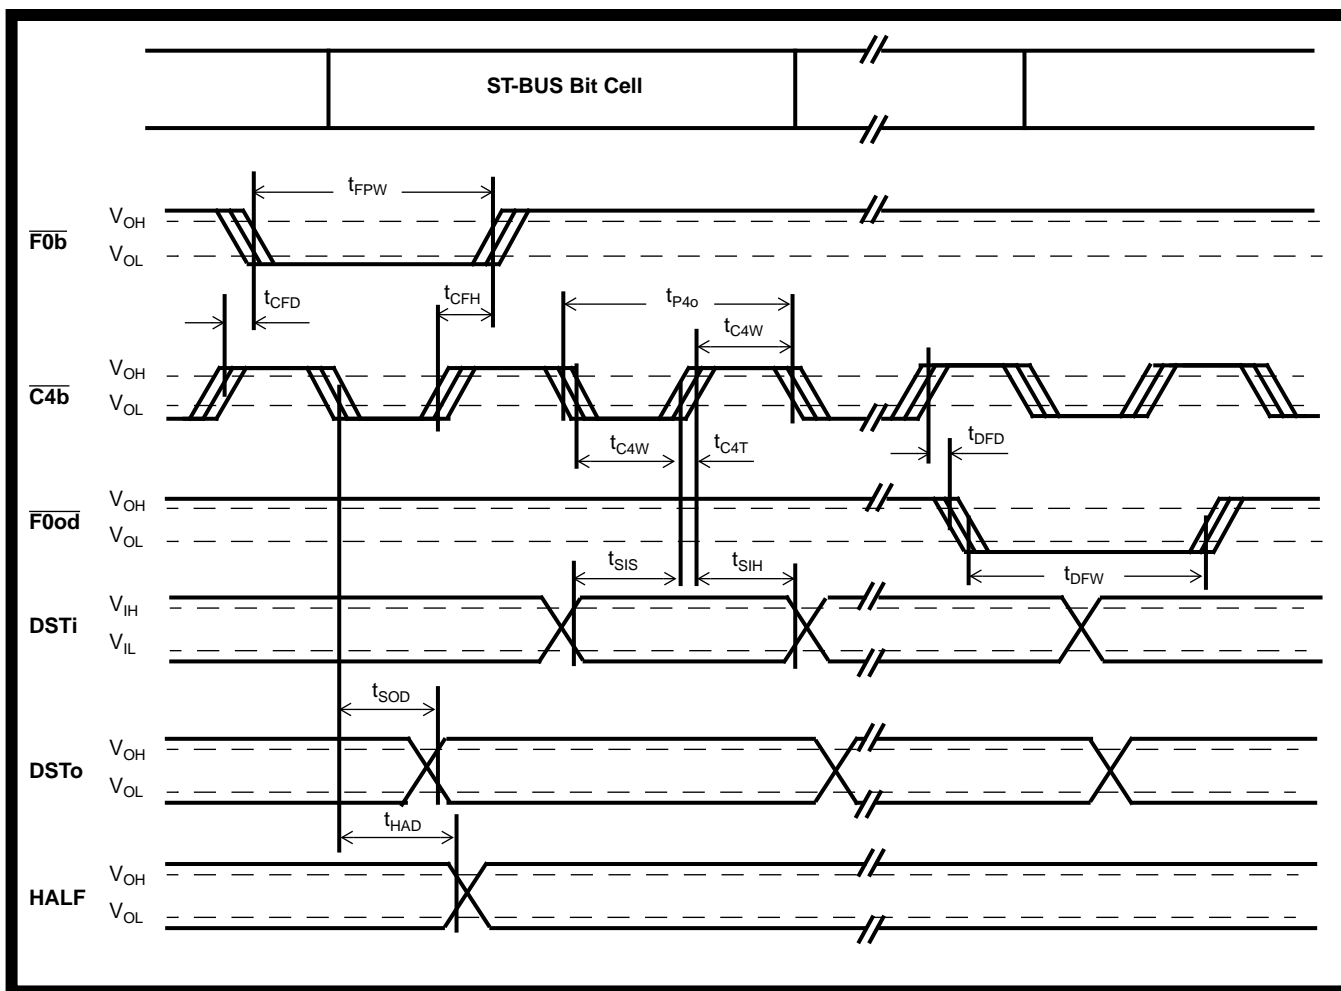 ST-BUS Bit Cell
tFPW
VOH
F0b
VOL
tCFD
tCFH
tP4o
tC4W
VOH
C4b
VOL
tC4W
tC4T
tDFD
VOH
F0od
VOL
tSIS
tSIH
tDFW
VIH
DSTi
VIL
tSOD
VOH
DSTo
VOL
tHAD
VOH
HALF
VOL